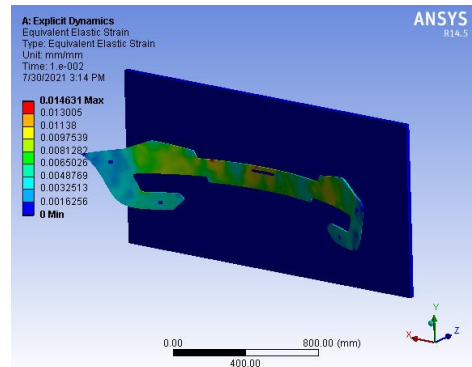 A: Explicit Dynamics
Equivalent Elastic Strain
Type: Equivalent Elastic Strain
Unit: mm/mm
Time: 1.e-002
7/30/2021 3:14 PM
ANSYS
R14.5
0.014631 Max
0.013005
0.01138
0.0097539
0.0081282
0.0065026
0.0048769
0.0032513
0.0016256
0 Min
0.00
800.00 (mm)
400.00
Y
X
Z